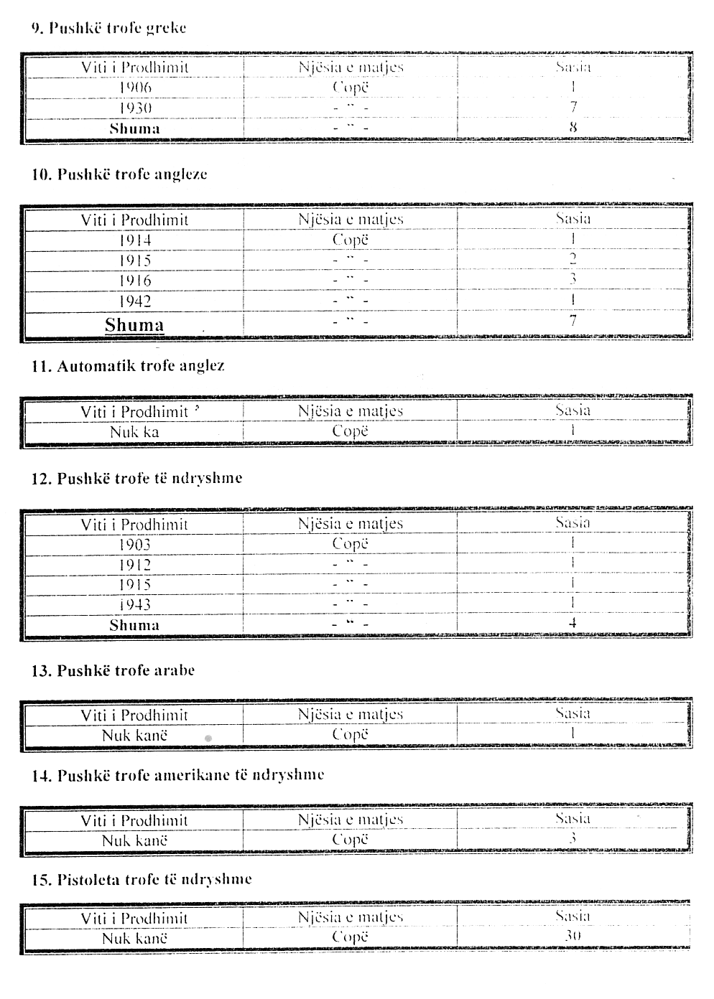 9. Pushkë trofe greke
Viti i Prodhimit Njësia e matjes Sasia
1906 Copë 1
1930 - “ - 7
Shuma - “ - 8
10. Pushkë trofe angleze
Viti i Prodhimit Njësia e matjes Sasia
1914 Copë 1
1915 - “ - 2
1916 - “ - 3
1942 - “ - 1
Shuma - “ - 7
11. Automatik trofe anglez
Viti i Prodhimit Njësia e matjes Sasia
Nuk ka Copë 1
12. Pushkë trofe të ndryshme
Viti i Prodhimit Njësia e matjes Sasia
1903 Copë 1
1912 - “ - 1
1915 - “ - 1
1943 - “ - 1
Shuma - “ - 4
13. Pushkë trofe arabe
Viti i Prodhimit Njësia e matjes Sasia
Nuk kanë Copë 1
14. Pushkë trofe amerikane të ndryshme
Viti i Prodhimit Njësia e matjes Sasia
Nuk kanë Copë 3
15. Pistoleta trofe të ndryshme
Viti i Prodhimit Njësia e matjes Sasia
Nuk kanë Copë 30